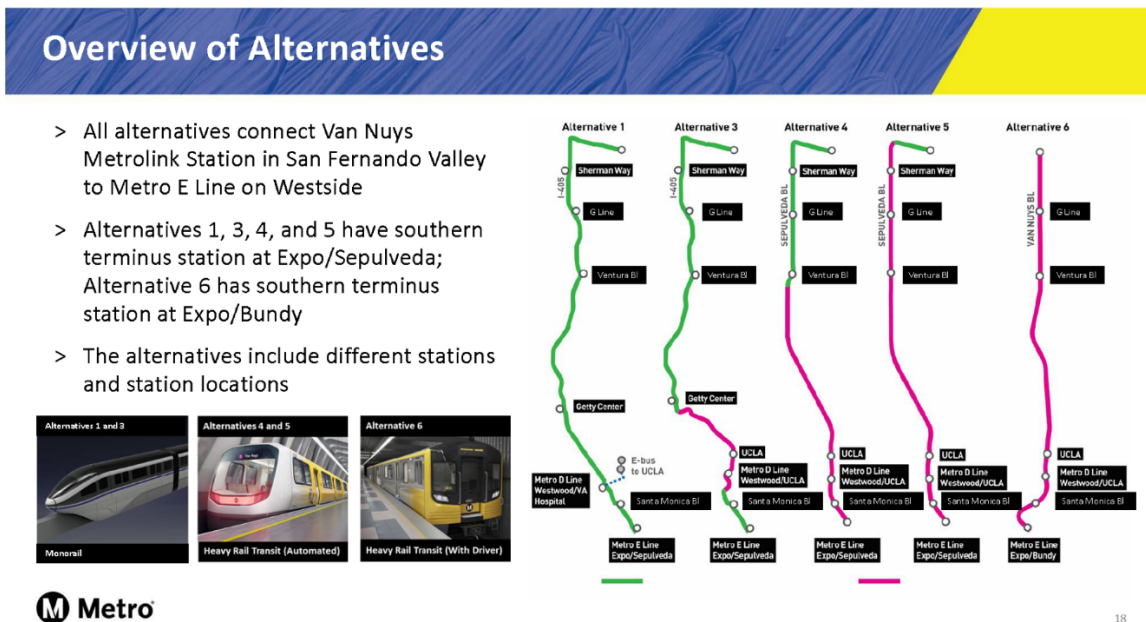 Overview of Alternatives
> All alternatives connect Van Nuys
Metrolink Station in San Fernando Valley
to Metro E Line on Westside
> Alternatives 1, 3, 4, and 5 have southern
terminus station at Expo/Sepulveda;
Alternative 6 has southern terminus
station at Expo/Bundy
> The alternatives include different stations
and station locations
Alternatives 1 and 3
Monorail
Alternatives 4 and 5
Heavy Rail Transit (Automated)
Alternative 6
Heavy Rail Transit (With Driver)
Alternative 1
Sherman Way
I-405
G Line
Ventura Bl
Getty Center
E-bus
to UCLA
Metro D Line
Westwood/VA
Hospital
Santa Monica Bl
Metro E Line
Expo/Sepulveda
Alternative 3
Sherman Way
I-405
G Line
Ventura Bl
Getty Center
UCLA
Metro D Line
Westwood/UCLA
Santa Monica Bl
Metro E Line
Expo/Sepulveda
Alternative 4
Sherman Way
SEPULVEDA BL
G Line
Ventura Bl
UCLA
Metro D Line
Westwood/UCLA
Santa Monica Bl
Metro E Line
Expo/Sepulveda
Alternative 5
Sherman Way
SEPULVEDA BL
G Line
Ventura Bl
UCLA
Metro D Line
Westwood/UCLA
Santa Monica Bl
Metro E Line
Expo/Sepulveda
Alternative 6
VAN NUYS BL
G Line
Ventura Bl
UCLA
Metro D Line
Westwood/UCLA
Santa Monica Bl
Metro E Line
Expo/Bundy
M Metro
18